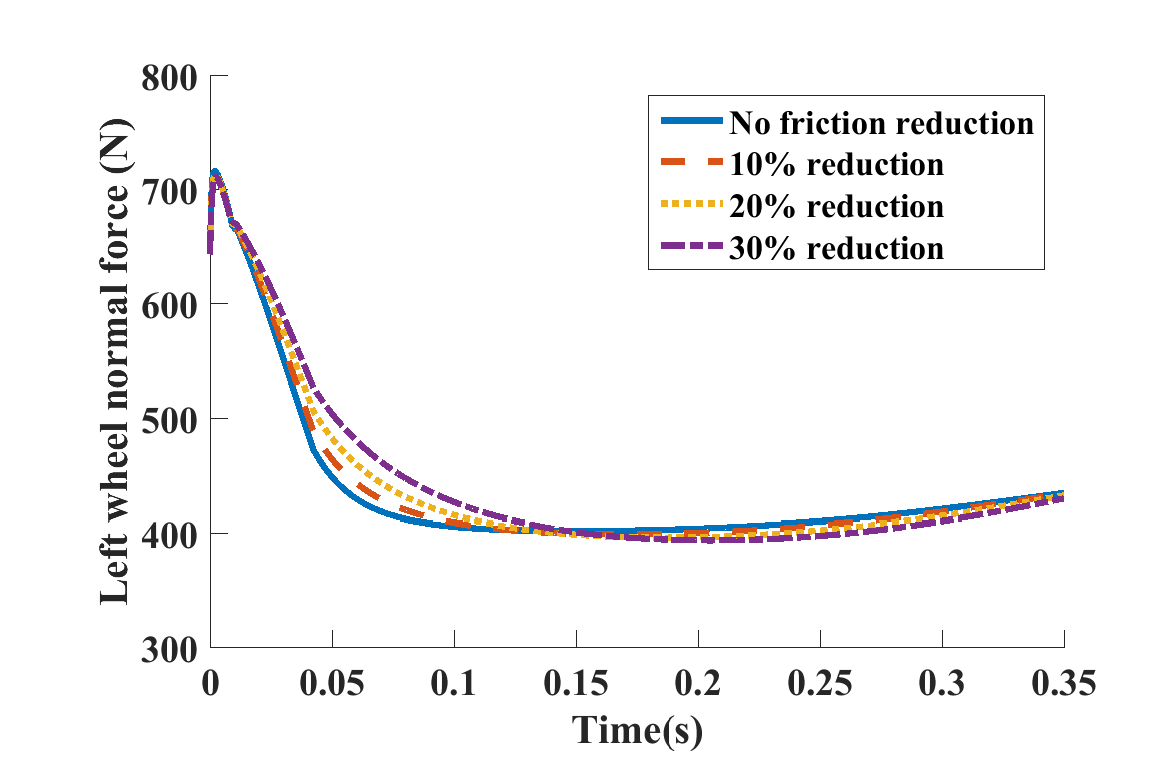 800
700
600
500
400
300
Left wheel normal force (N)
No friction reduction
10% reduction
20% reduction
30% reduction
0 0.05 0.1 0.15 0.2 0.25 0.3 0.35
Time(s)